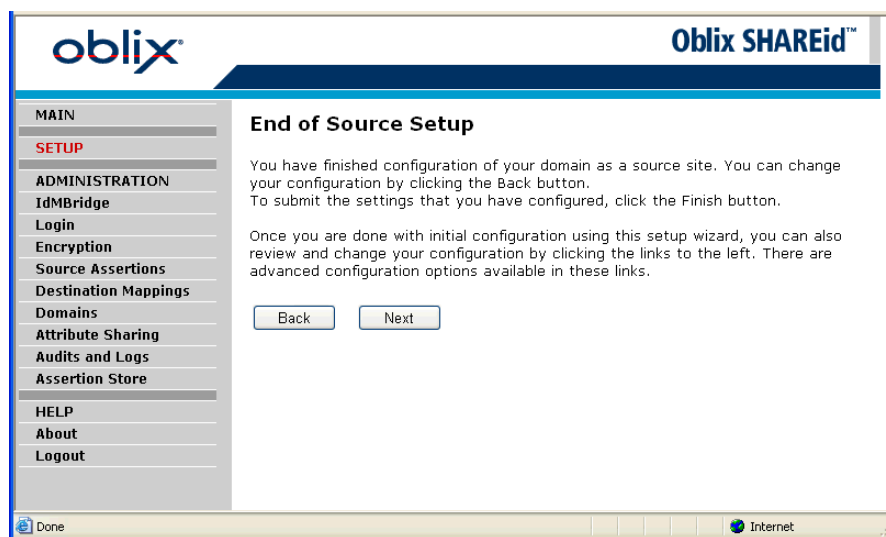 oblix
Oblix SHAREid™
MAIN
SETUP
ADMINISTRATION
IdMBridge
Login
Encryption
Source Assertions
Destination Mappings
Domains
Attribute Sharing
Audits and Logs
Assertion Store
HELP
About
Logout
End of Source Setup
You have finished configuration of your domain as a source site. You can change
your configuration by clicking the Back button.
To submit the settings that you have configured, click the Finish button.
Once you are done with initial configuration using this setup wizard, you can also
review and change your configuration by clicking the links to the left. There are
advanced configuration options available in these links.
Back Next
Done Internet